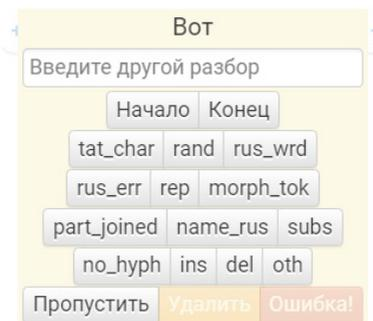 Вот
Введите другой разбор
Начало Конец
tat_char rand rus_wrd
rus_err rep morph_tok
part_joined name_rus subs
no_hyph ins del oth
Пропустить Удалить Ошибка!